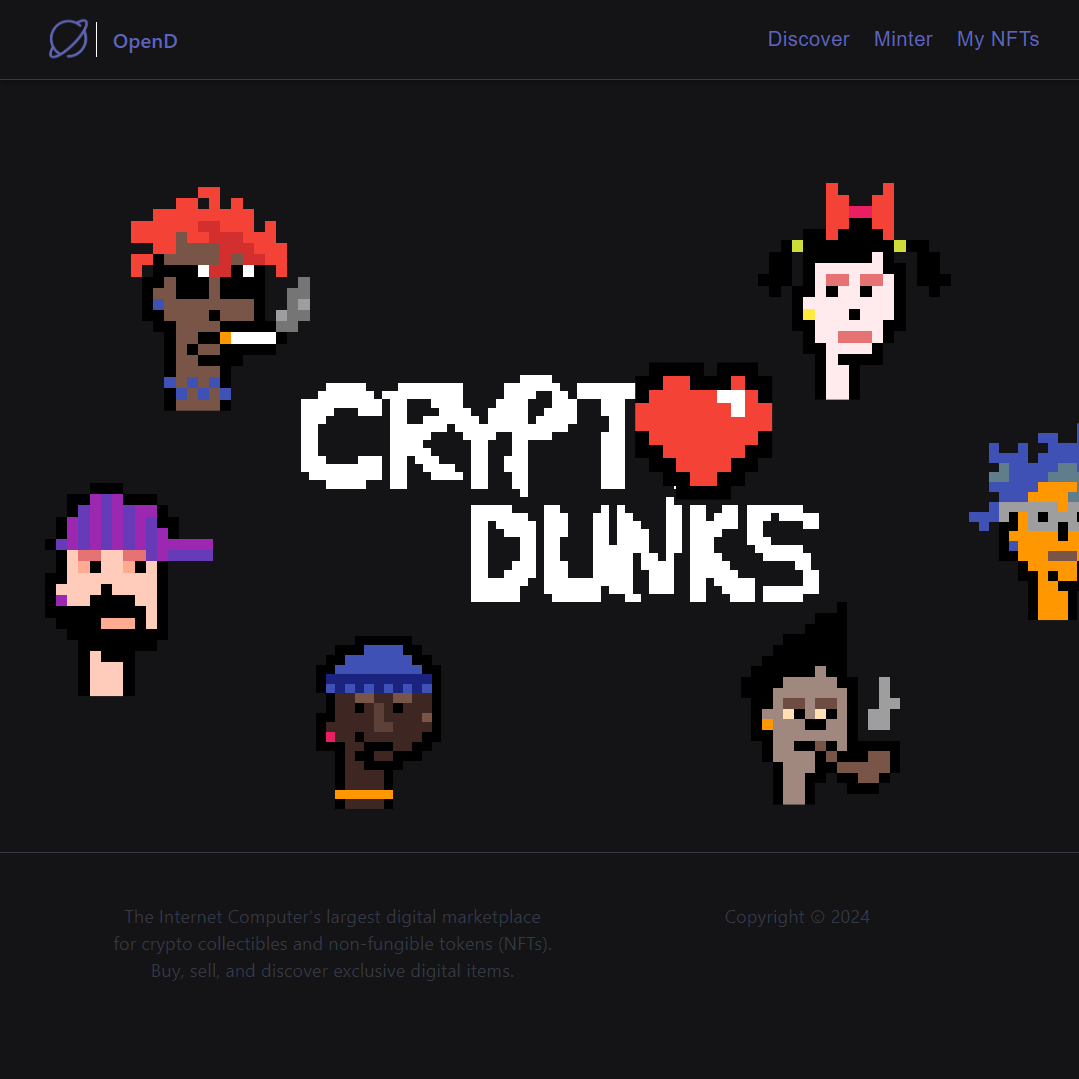 OpenD
Discover Minter My NFTs
CRYPT
DUNKS
The Internet Computer's largest digital marketplace
for crypto collectibles and non-fungible tokens (NFTs).
Buy, sell, and discover exclusive digital items.
Copyright © 2024